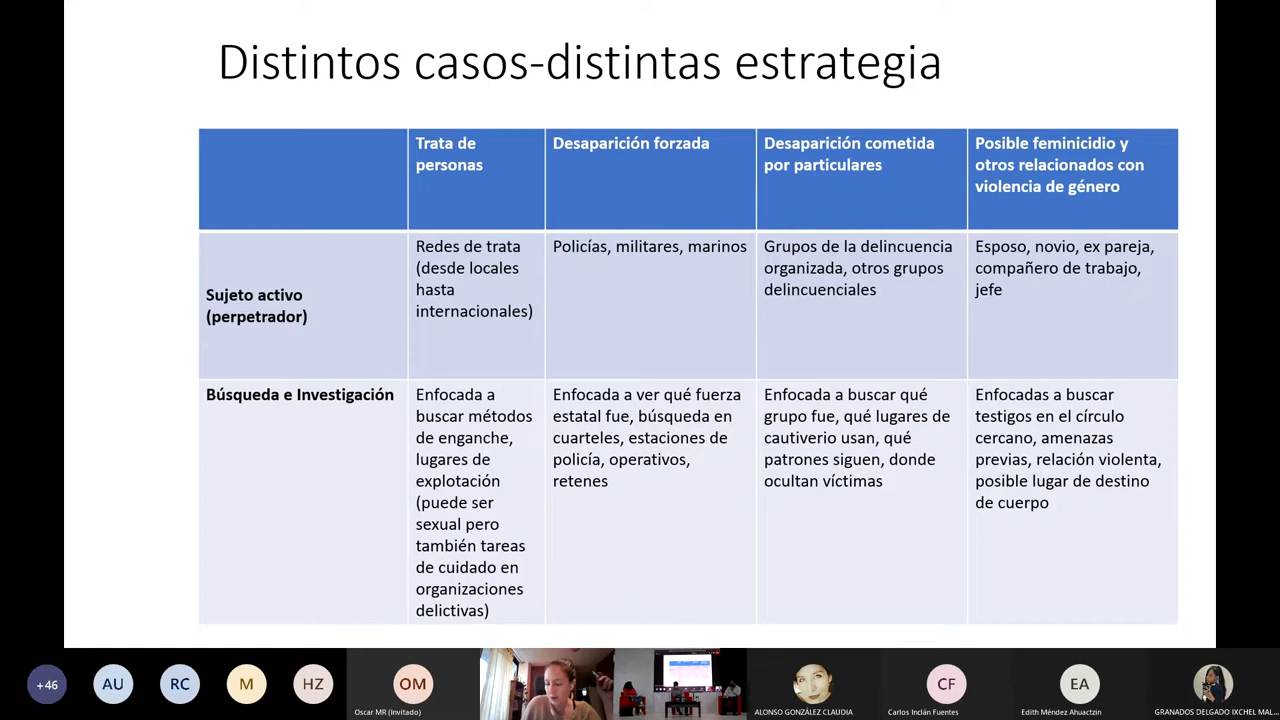 Distintos casos-distintas estrategia
Trata de
personas
Desaparición forzada
Desaparición cometida
por particulares
Posible feminicidio y
otros relacionados con
violencia de género
Sujeto activo
(perpetrador)
Redes de trata
(desde locales
hasta
internacionales)
Policías, militares, marinos
Grupos de la delincuencia
organizada, otros grupos
delincuenciales
Esposo, novio, ex pareja,
compañero de trabajo,
jefe
Búsqueda e Investigación
Enfocada a
buscar métodos
de enganche,
lugares de
explotación
(puede ser
sexual pero
también tareas
de cuidado en
organizaciones
delictivas)
Enfocada a ver qué fuerza
estatal fue, búsqueda en
cuarteles, estaciones de
policía, operativos,
retenes
Enfocada a buscar qué
grupo fue, qué lugares de
cautiverio usan, qué
patrones siguen, donde
ocultan víctimas
Enfocadas a buscar
testigos en el círculo
cercano, amenazas
previas, relación violenta,
posible lugar de destino
de cuerpo
+46
AU
RC
M
HZ
OM
Oscar MR (Invitado)
ALONSO GONZÁLEZ CLAUDIA
CF
Carlos Inclán Fuentes
EA
Edith Méndez Ahuactzin
GRANADOS DELGADO IXCHEL MAL...